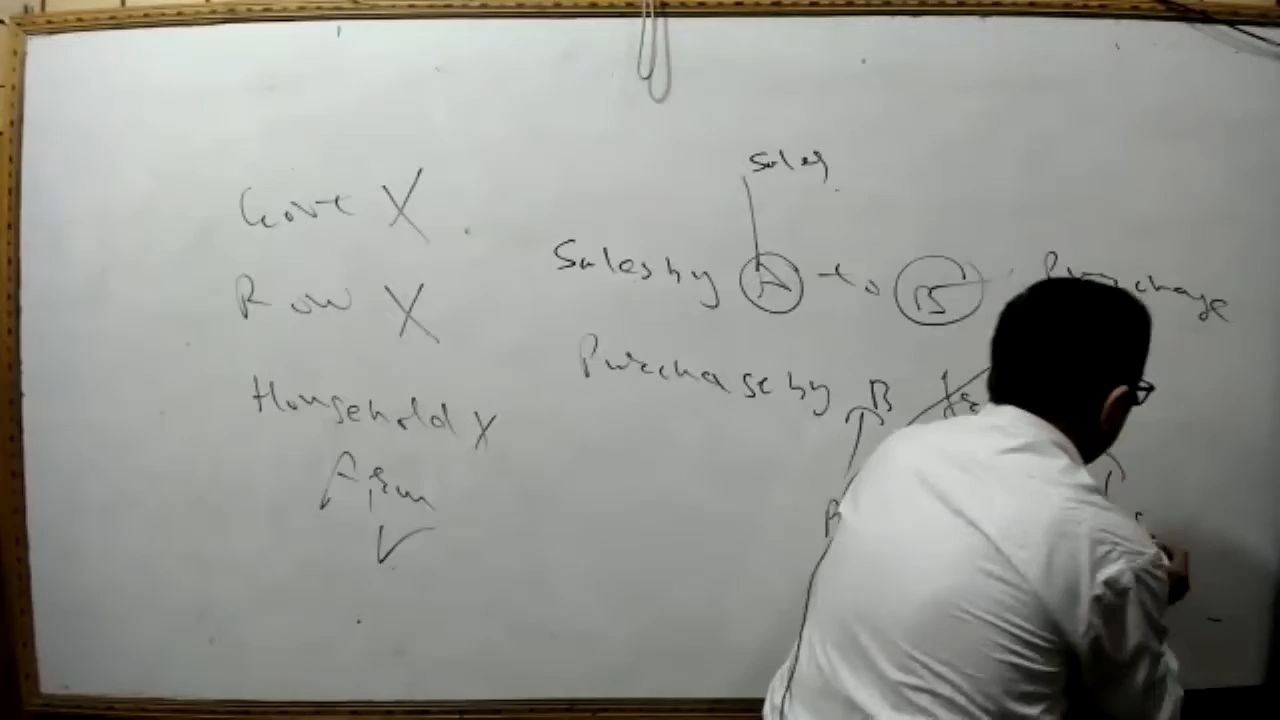 Govt X
Row X
Household X
A firm
✓
Sales
Sales by A to B
Purchase
Purchase by B